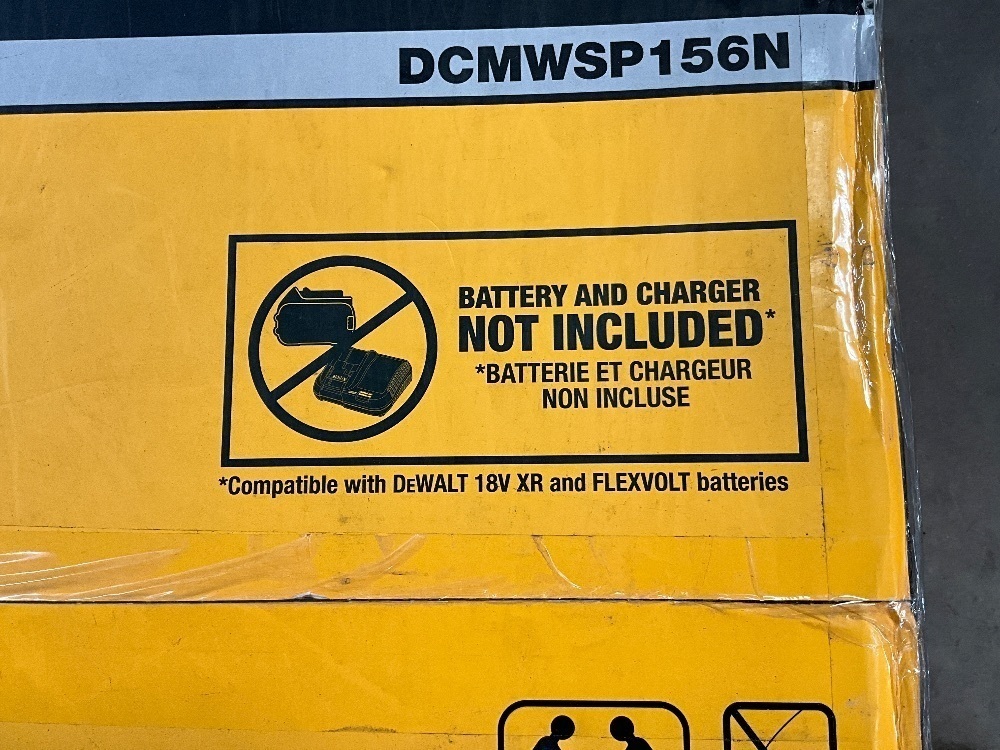 DCMWSP156N
BATTERY AND CHARGER
NOT INCLUDED*
*BATTERIE ET CHARGEUR
NON INCLUSE
*Compatible with DEWALT 18V XR and FLEXVOLT batteries